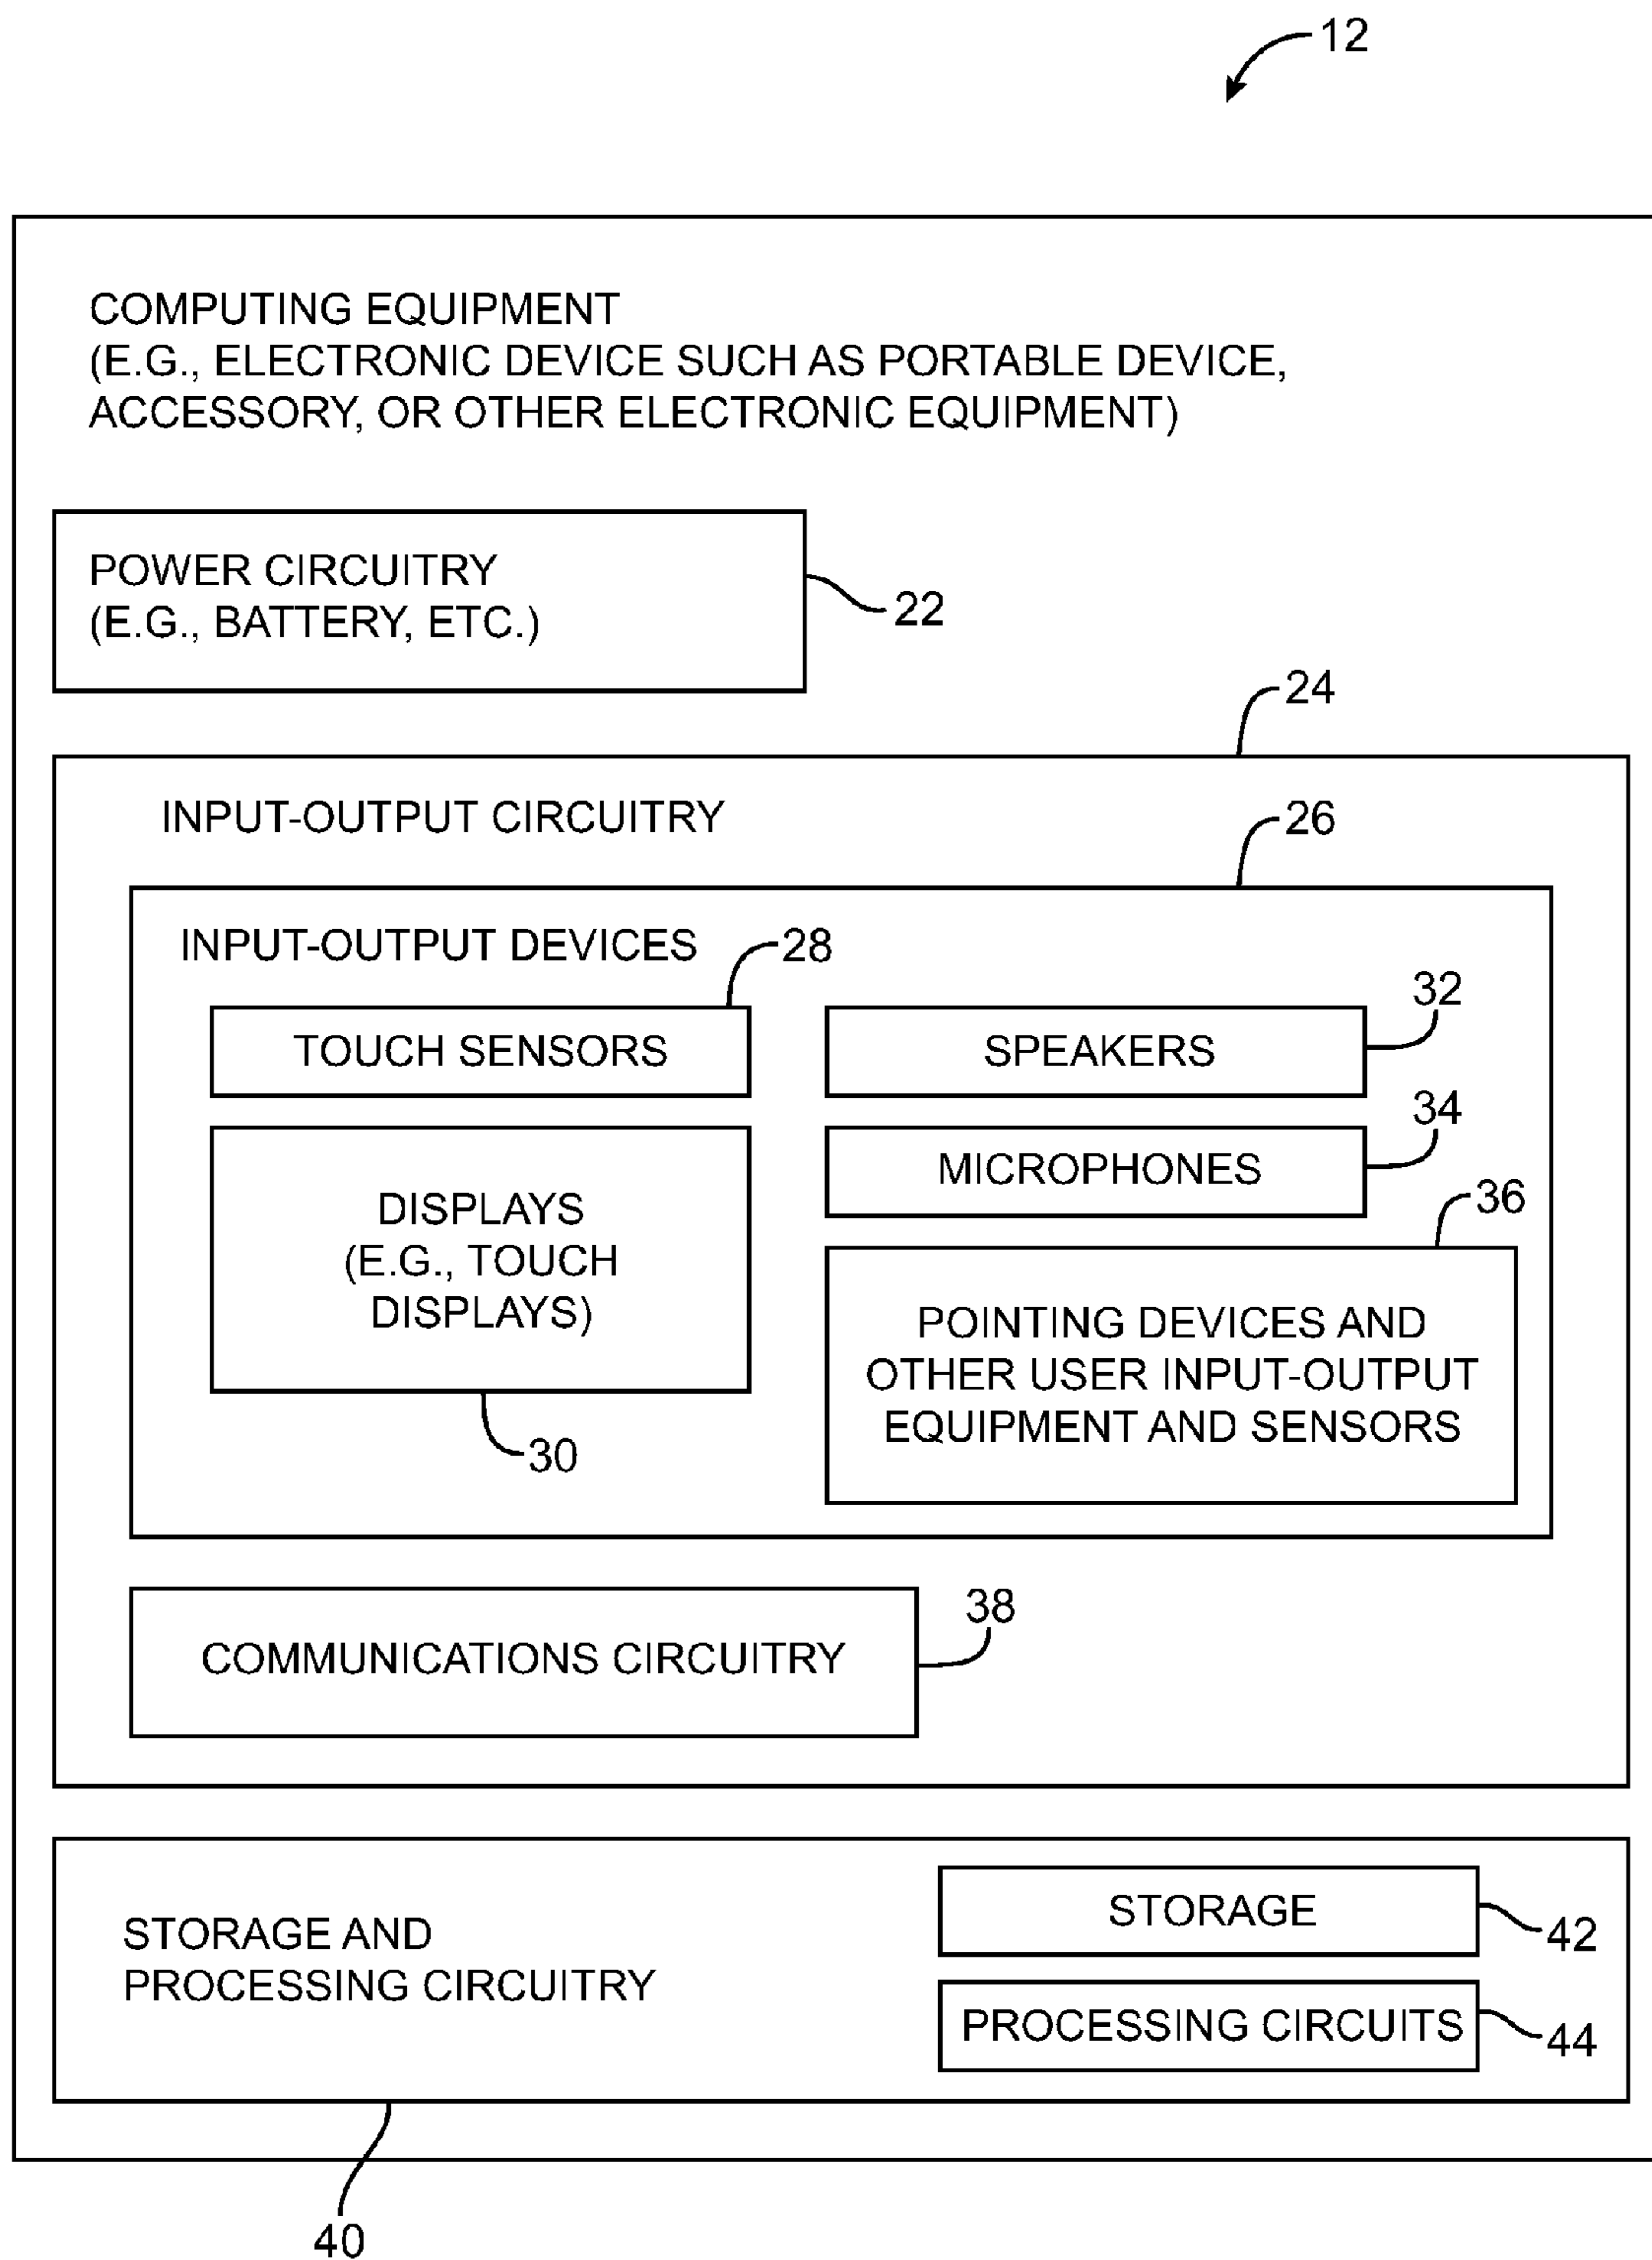 12
COMPUTING EQUIPMENT
(E.G., ELECTRONIC DEVICE SUCH AS PORTABLE DEVICE,
ACCESSORY, OR OTHER ELECTRONIC EQUIPMENT)
POWER CIRCUITRY
(E.G., BATTERY, ETC.)
22
24
INPUT-OUTPUT CIRCUITRY
26
INPUT-OUTPUT DEVICES
28
TOUCH SENSORS
32
SPEAKERS
34
MICROPHONES
DISPLAYS
(E.G., TOUCH
DISPLAYS)
30
36
POINTING DEVICES AND
OTHER USER INPUT-OUTPUT
EQUIPMENT AND SENSORS
38
COMMUNICATIONS CIRCUITRY
STORAGE AND
PROCESSING CIRCUITRY
STORAGE
42
PROCESSING CIRCUITS
44
40